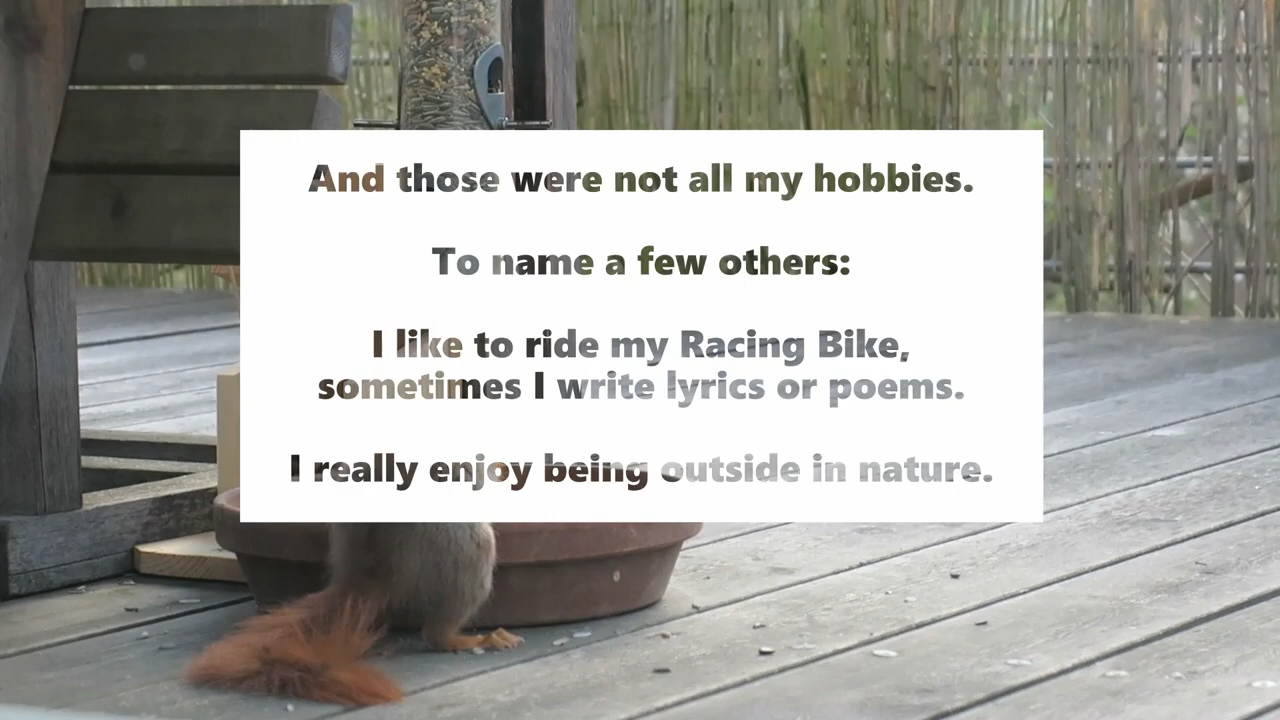 And those were not all my hobbies.
To name a few others:
I like to ride my Racing Bike,
sometimes I write lyrics or poems.
I really enjoy being outside in nature.